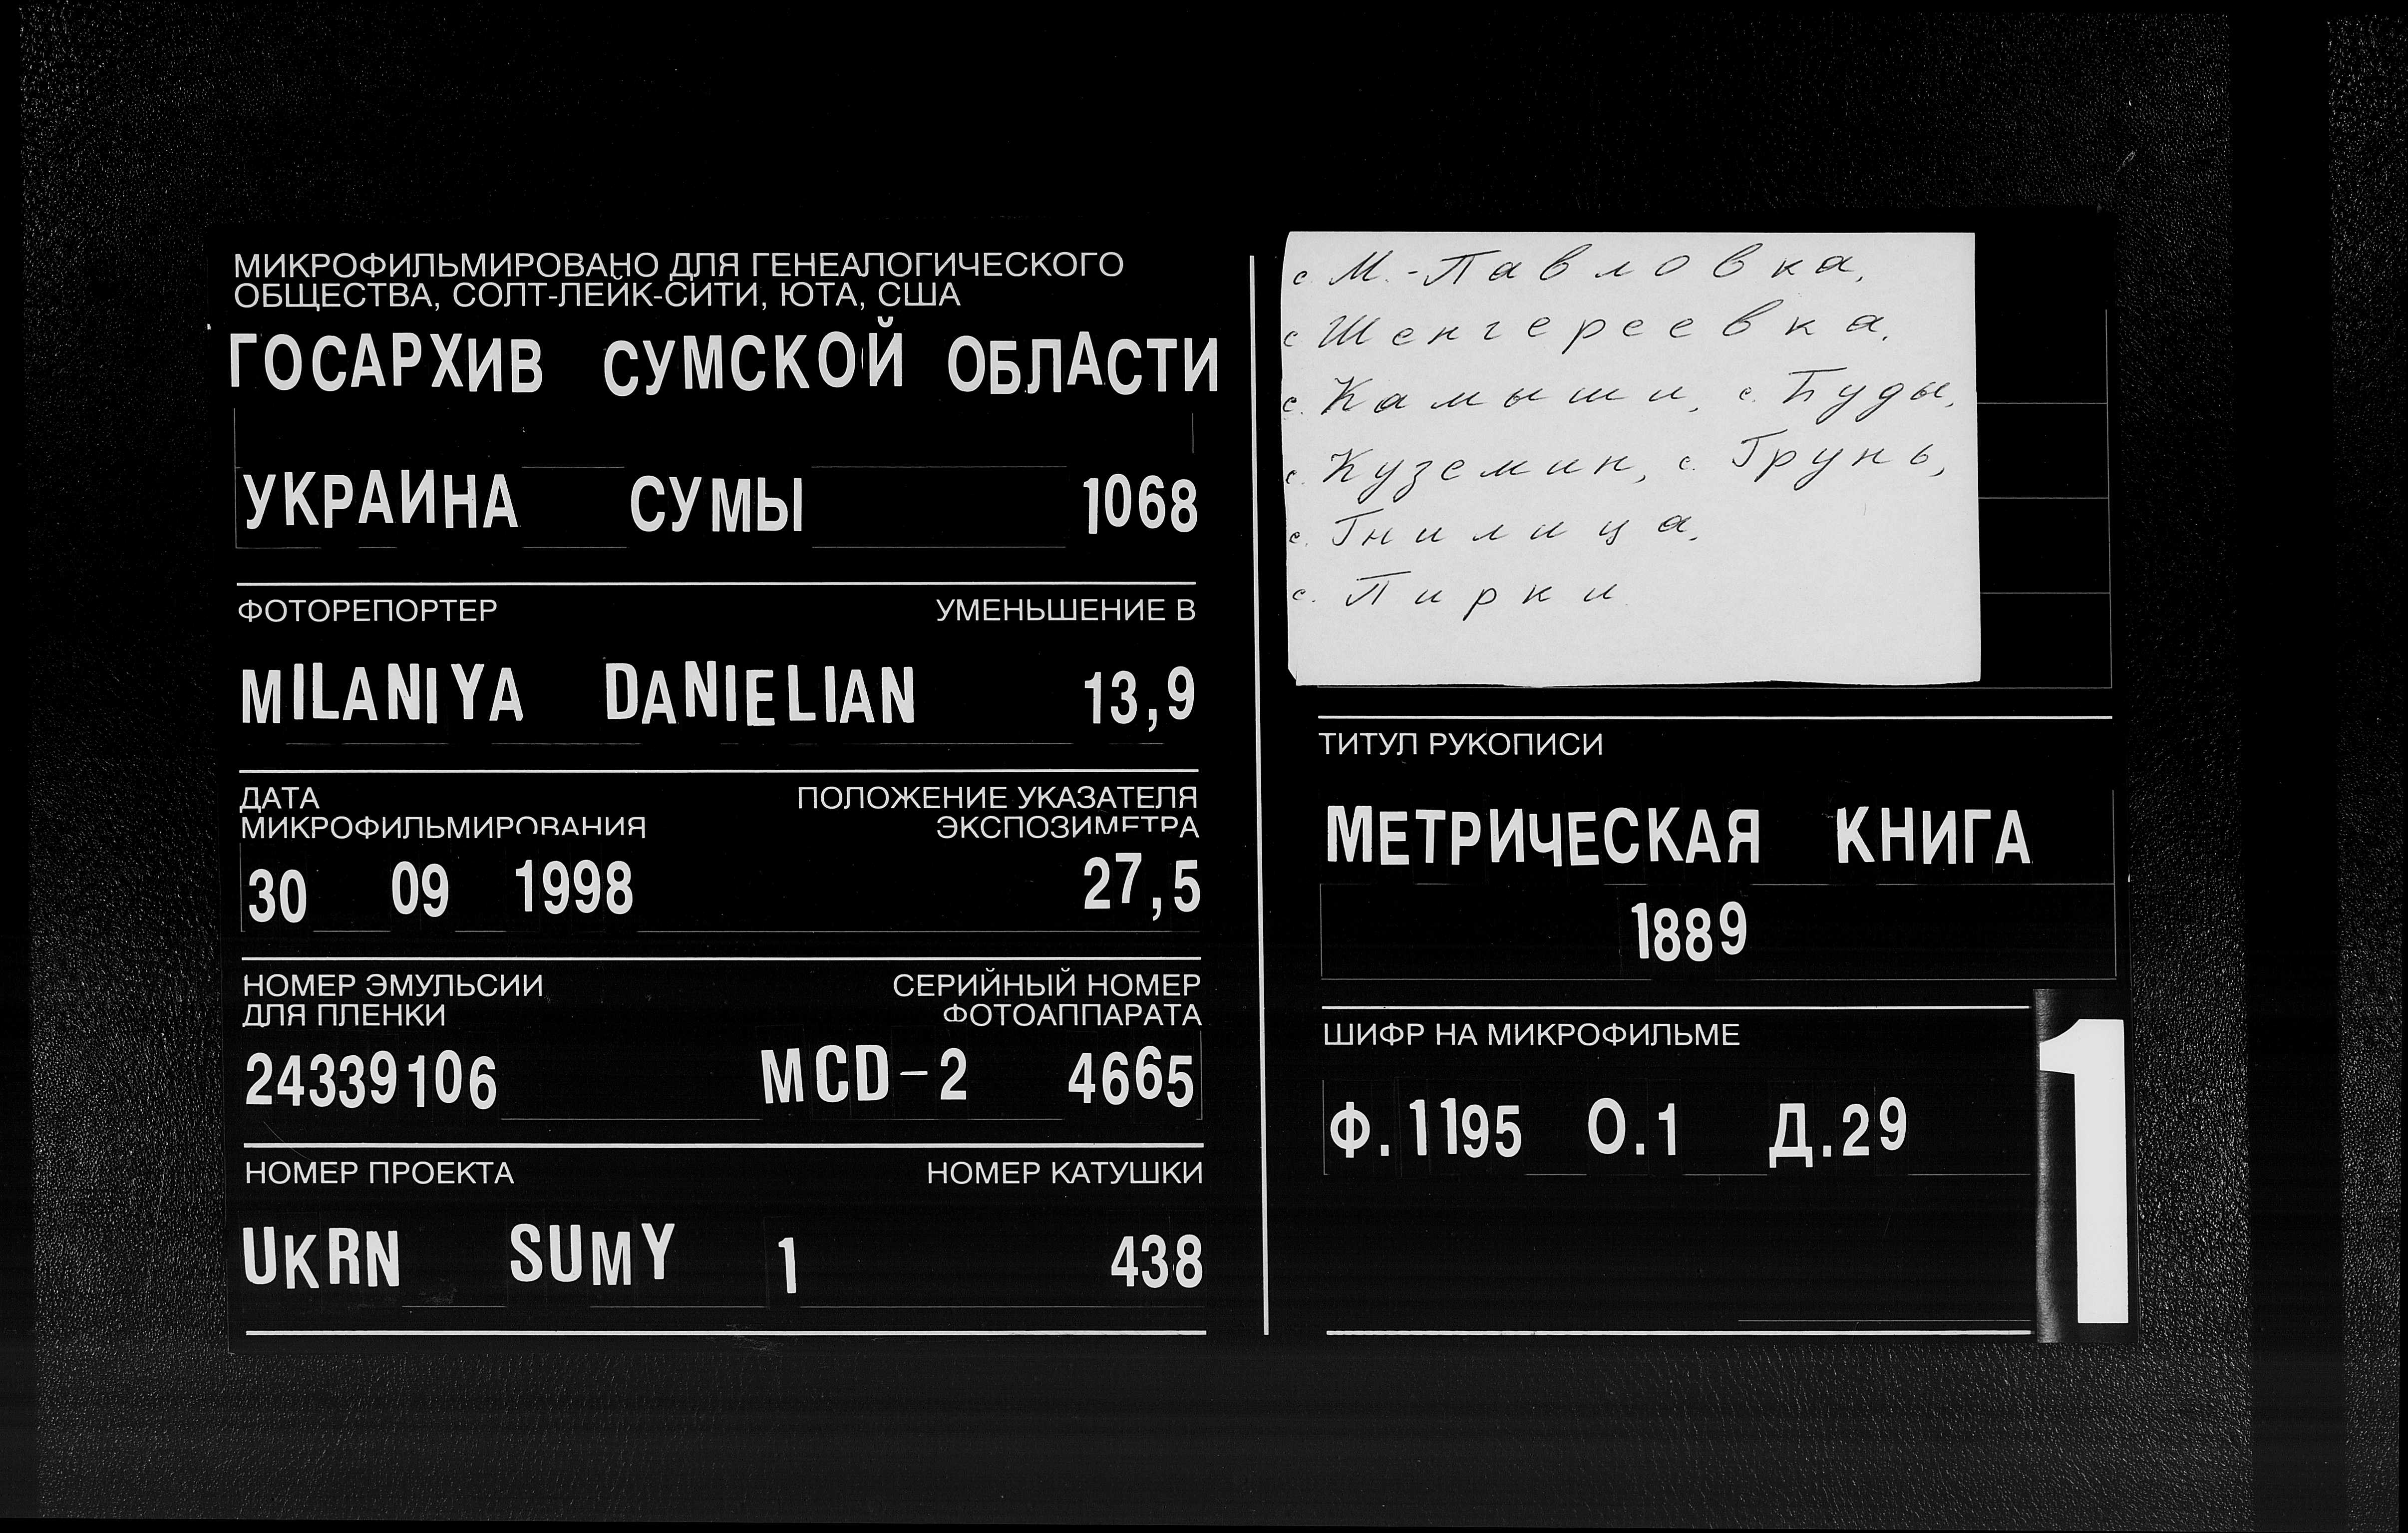 МИКРОФИЛЬМИРОВАНО ДЛЯ ГЕНЕАЛОГИЧЕСКОГО
ОБЩЕСТВА, СОЛТ-ЛЕЙК-СИТИ, ЮТА, США
ГОСАРХИВ СУМСКОЙ ОБЛАСТИ
УКРАИНА СУМЫ 1068
ФОТОРЕПОРТЕР УМЕНЬШЕНИЕ В
MILANIYA DANIELIAN 13,9
ДАТА ПОЛОЖЕНИЕ УКАЗАТЕЛЯ
МИКРОФИЛЬМИРОВАНИЯ ЭКСПОЗИМЕТРА
30 09 1998 27,5
НОМЕР ЭМУЛЬСИИ СЕРИЙНЫЙ НОМЕР
ДЛЯ ПЛЕНКИ ФОТОАППАРАТА
24339106 MCD-2 4665
НОМЕР ПРОЕКТА НОМЕР КАТУШКИ
UKRN SUMY 1 438
с. М.-Павловка,
с Шенгереевка,
с. Камыши, с. Буды,
с. Куземин, с. Грунь,
с. Гнилица,
с. Пирки
ТИТУЛ РУКОПИСИ
МЕТРИЧЕСКАЯ КНИГА
1889
ШИФР НА МИКРОФИЛЬМЕ
Ф.1195 О.1 Д.29
1